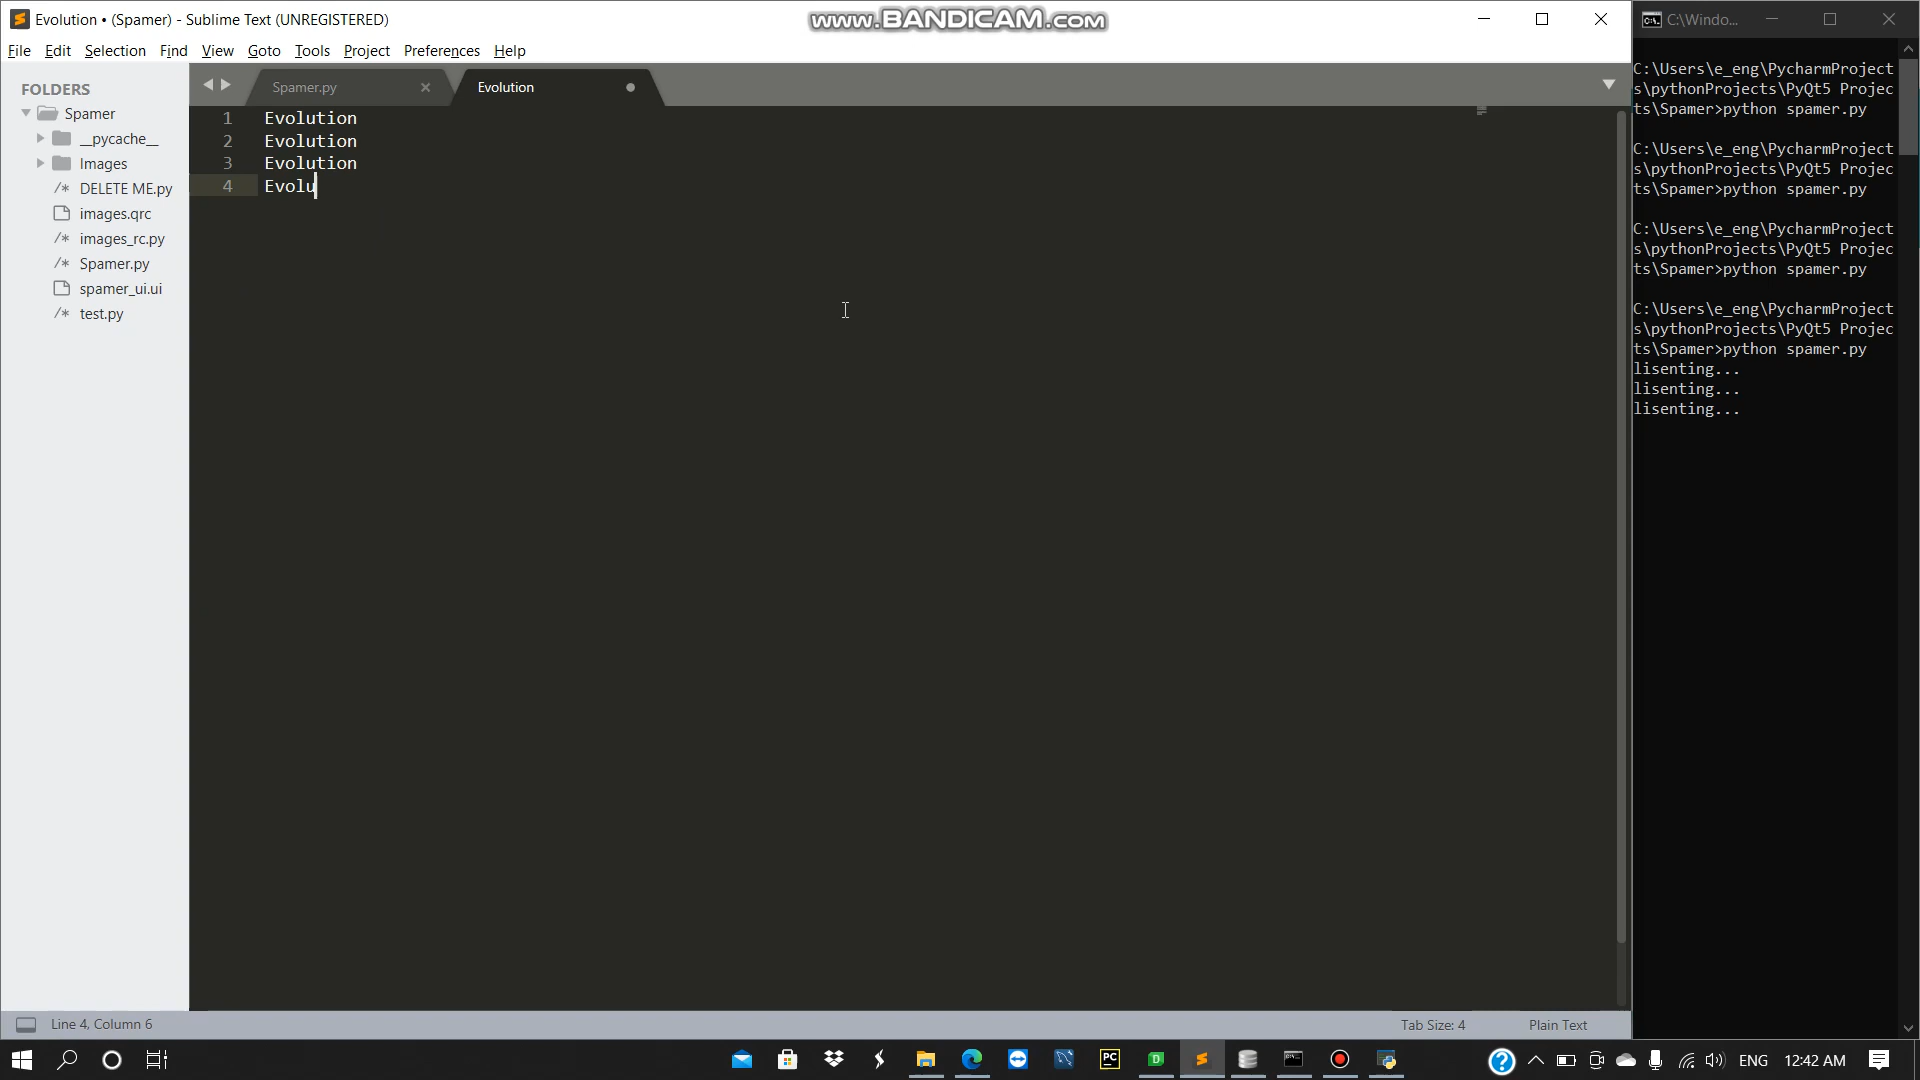 Evolution • (Spamer) - Sublime Text (UNREGISTERED)
www.BANDICAM.com
C:\Windo...
File Edit Selection Find View Goto Tools Project Preferences Help
FOLDERS
Spamer
__pycache__
Images
/* DELETE ME.py
images.qrc
/* images_rc.py
/* Spamer.py
spamer_ui.ui
/* test.py
Spamer.py
Evolution
1 Evolution
2 Evolution
3 Evolution
4 Evolu
C:\Users\e_eng\PycharmProject
s\pythonProjects\PyQt5 Projec
ts\Spamer>python spamer.py
C:\Users\e_eng\PycharmProject
s\pythonProjects\PyQt5 Projec
ts\Spamer>python spamer.py
C:\Users\e_eng\PycharmProject
s\pythonProjects\PyQt5 Projec
ts\Spamer>python spamer.py
C:\Users\e_eng\PycharmProject
s\pythonProjects\PyQt5 Projec
ts\Spamer>python spamer.py
lisenting...
lisenting...
lisenting...
Line 4, Column 6
Tab Size: 4
Plain Text
PC
D
ENG
12:42 AM